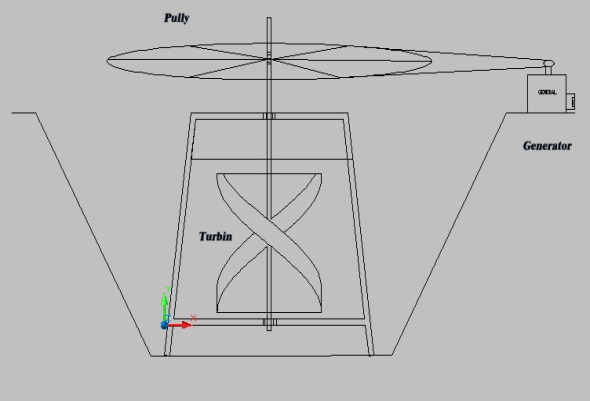 Pully
GENERAL
Generator
Turbin
Y
X